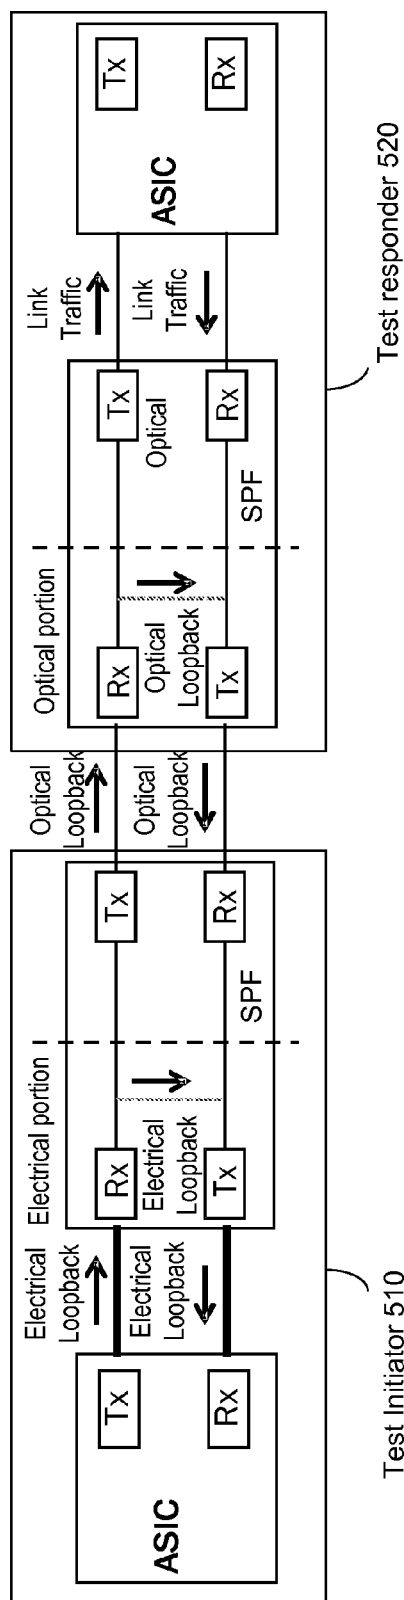 ASIC
Tx
Rx
Electrical
Loopback
Electrical
Loopback
Electrical portion
Rx
Electrical
Loopback
Tx
Tx
Rx
SPF
Optical
Loopback
Optical
Loopback
Optical portion
Rx
Optical
Loopback
Tx
Tx
Optical
Rx
SPF
Link
Traffic
Link
Traffic
ASIC
Tx
Rx
Test Initiator 510
Test responder 520